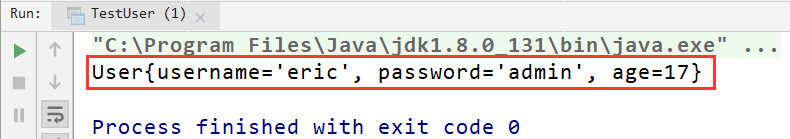 Run: TestUser (1) ×
"C:\Program Files\Java\jdk1.8.0_131\bin\java.exe" ...
User{username='eric', password='admin', age=17}
Process finished with exit code 0